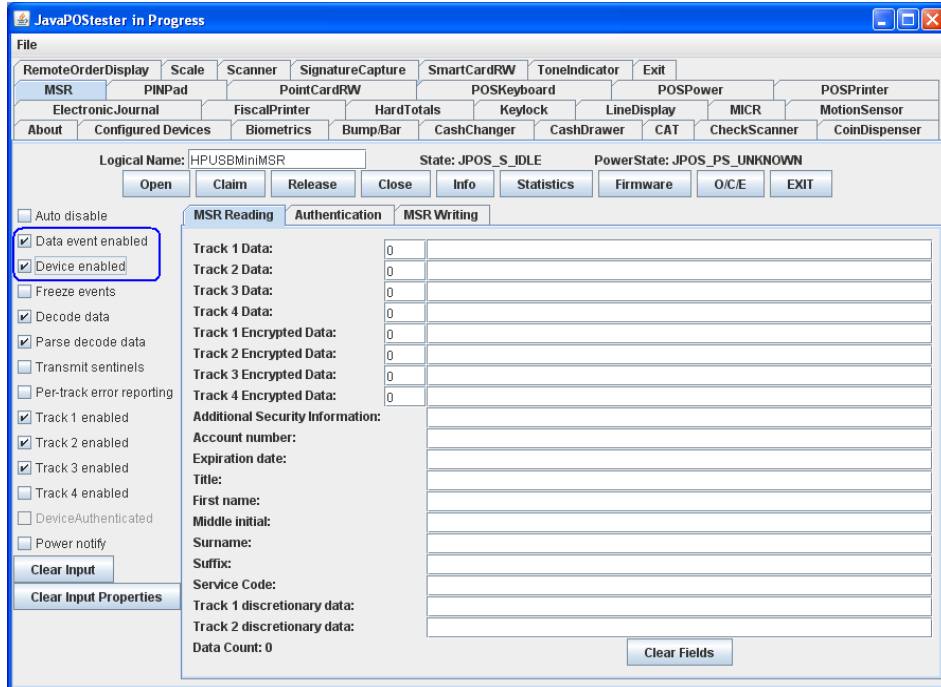 JavaPOStester in Progress
File
RemoteOrderDisplay Scale Scanner SignatureCapture SmartCardRW ToneIndicator Exit
MSR PINPad PointCardRW POSKeyboard POSPower POSPrinter
ElectronicJournal FiscalPrinter HardTotals Keylock LineDisplay MICR MotionSensor
About Configured Devices Biometrics Bump/Bar CashChanger CashDrawer CAT CheckScanner CoinDispenser
Logical Name: HPUSBMiniMSR State: JPOS_S_IDLE PowerState: JPOS_PS_UNKNOWN
Open Claim Release Close Info Statistics Firmware O/C/E EXIT
Auto disable
Data event enabled
Device enabled
Freeze events
Decode data
Parse decode data
Transmit sentinels
Per-track error reporting
Track 1 enabled
Track 2 enabled
Track 3 enabled
Track 4 enabled
DeviceAuthenticated
Power notify
Clear Input
Clear Input Properties
MSR Reading Authentication MSR Writing
Track 1 Data: 0
Track 2 Data: 0
Track 3 Data: 0
Track 4 Data: 0
Track 1 Encrypted Data: 0
Track 2 Encrypted Data: 0
Track 3 Encrypted Data: 0
Track 4 Encrypted Data: 0
Additional Security Information:
Account number:
Expiration date:
Title:
First name:
Middle initial:
Surname:
Suffix:
Service Code:
Track 1 discretionary data:
Track 2 discretionary data:
Data Count: 0
Clear Fields